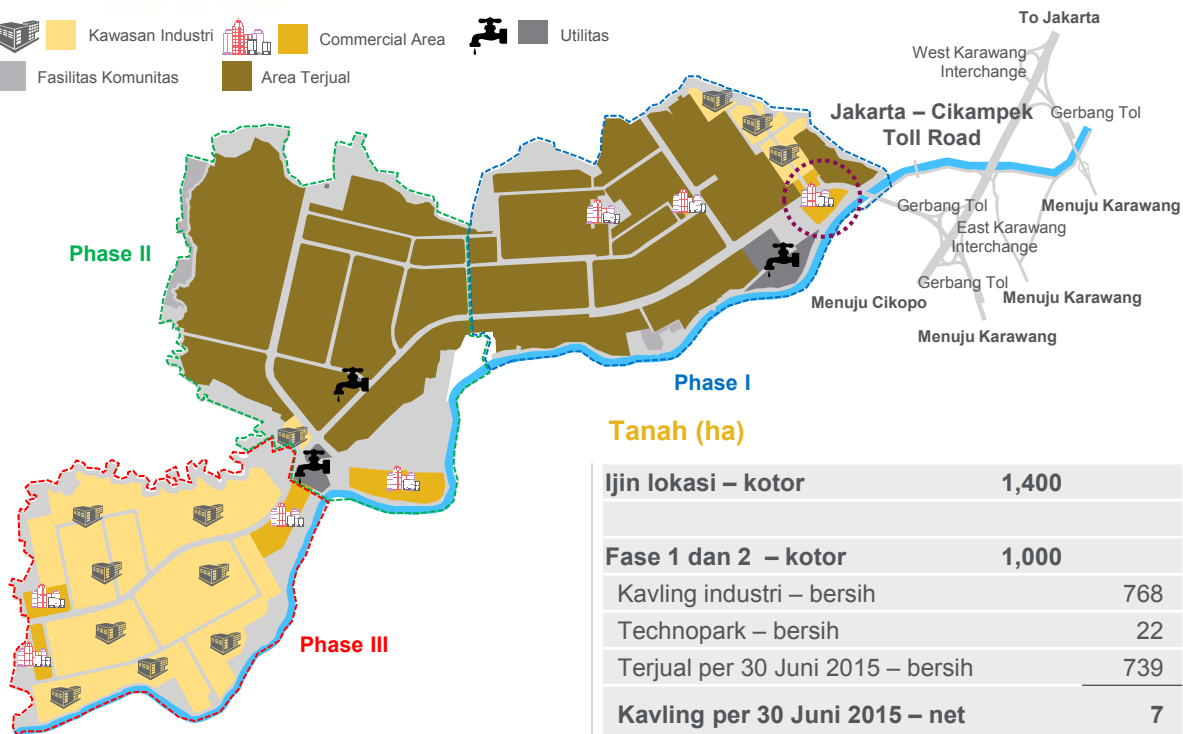 Kawasan Industri
Commercial Area
Utilitas
Fasilitas Komunitas
Area Terjual
To Jakarta
West Karawang
Interchange
Jakarta – Cikampek
Toll Road
Gerbang Tol
Gerbang Tol
Menuju Karawang
East Karawang
Interchange
Gerbang Tol
Menuju Cikopo
Menuju Karawang
Menuju Karawang
Phase II
Phase I
Phase III
Tanah (ha)
Ijin lokasi – kotor 1,400
Fase 1 dan 2 – kotor 1,000
Kavling industri – bersih 768
Technopark – bersih 22
Terjual per 30 Juni 2015 – bersih 739
Kavling per 30 Juni 2015 – net 7